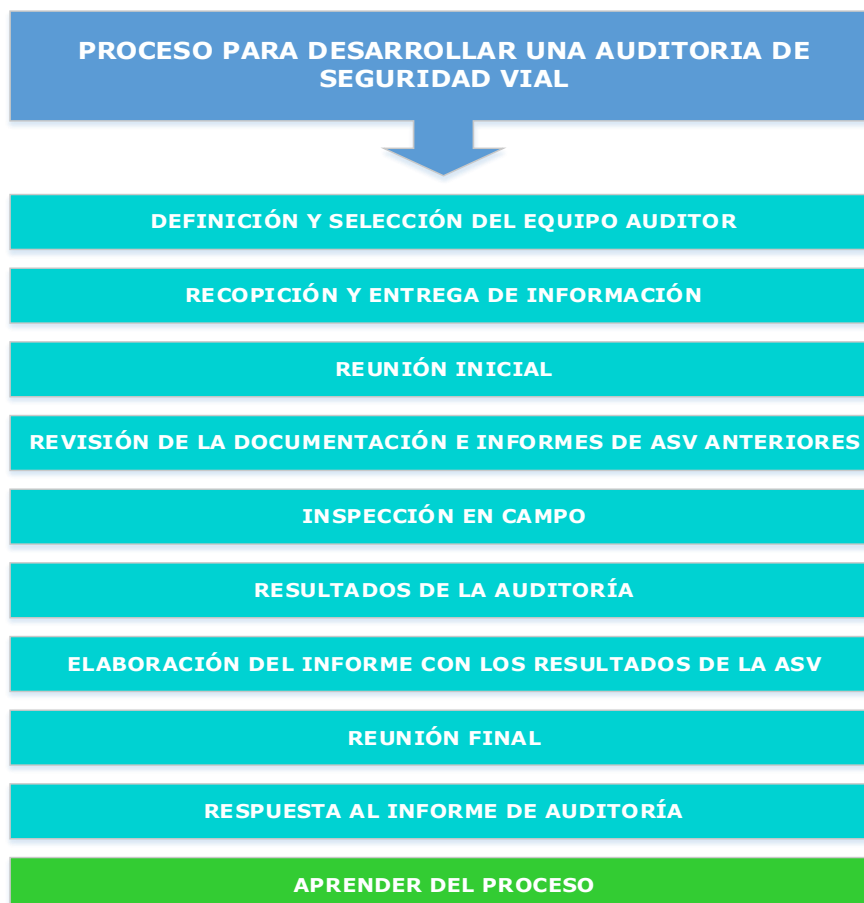 PROCESO PARA DESARROLLAR UNA AUDITORIA DE
SEGURIDAD VIAL
DEFINICIÓN Y SELECCIÓN DEL EQUIPO AUDITOR
RECOPICIÓN Y ENTREGA DE INFORMACIÓN
REUNIÓN INICIAL
REVISIÓN DE LA DOCUMENTACIÓN E INFORMES DE ASV ANTERIORES
INSPECCIÓN EN CAMPO
RESULTADOS DE LA AUDITORÍA
ELABORACIÓN DEL INFORME CON LOS RESULTADOS DE LA ASV
REUNIÓN FINAL
RESPUESTA AL INFORME DE AUDITORÍA
APRENDER DEL PROCESO